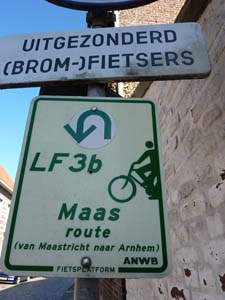 UITGEZONDERD
(BROM-)FIETSERS
LF3b
Maas
route
(van Maastricht naar Arnhem)
ANWB
FIETSPLATFORM